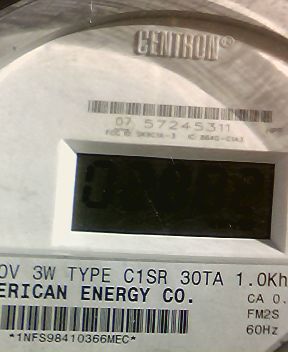 CENTRON®
07 57245311
0V 3W TYPE C1SR 30TA 1.0Kh
ERICAN ENERGY CO.
CA 0.
FM2S
60Hz
*1NFS98410366MEC*